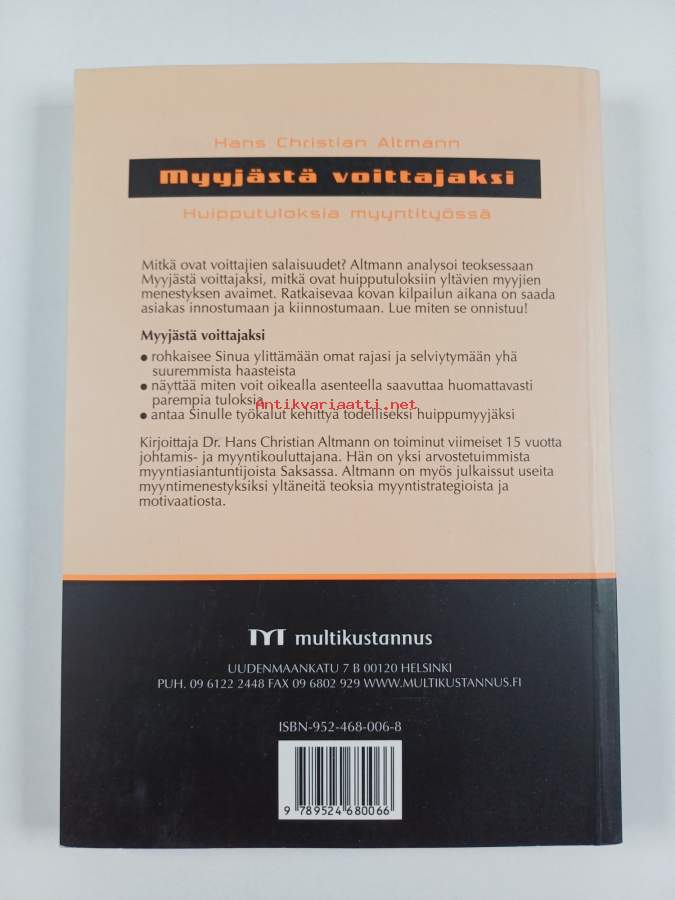 Hans Christian Altmann
Myyjästä voittajaksi
Huipputuloksia myyntityössä
Mitkä ovat voittajien salaisuudet? Altmann analysoi teoksessaan
Myyjästä voittajaksi, mitkä ovat huipputuloksiin yltävien myyjien
menestyksen avaimet. Ratkaisevaa kovan kilpailun aikana on saada
asiakas innostumaan ja kiinnostumaan. Lue miten se onnistuu!
Myyjästä voittajaksi
• rohkaisee Sinua ylittämään omat rajasi ja selviytymään yhä
suuremmista haasteista
• näyttää miten voit oikealla asenteella saavuttaa huomattavasti
parempia tuloksia
Antikvariaatti.net
• antaa Sinulle työkalut kehittyä todelliseksi huippumyyjäksi
Kirjoittaja Dr. Hans Christian Altmann on toiminut viimeiset 15 vuotta
johtamis- ja myyntikouluttajana. Hän on yksi arvostetuimmista
myyntiasiantuntijoista Saksassa. Altmann on myös julkaissut useita
myyntimenestyksiksi yltäneitä teoksia myyntistrategioista ja
motivaatiosta.
multikustannus
UUDENMAANKATU 7 B 00120 HELSINKI
PUH. 09 6122 2448 FAX 09 6802 929 WWW.MULTIKUSTANNUS.FI
ISBN-952-468-006-8
9 789524 680066